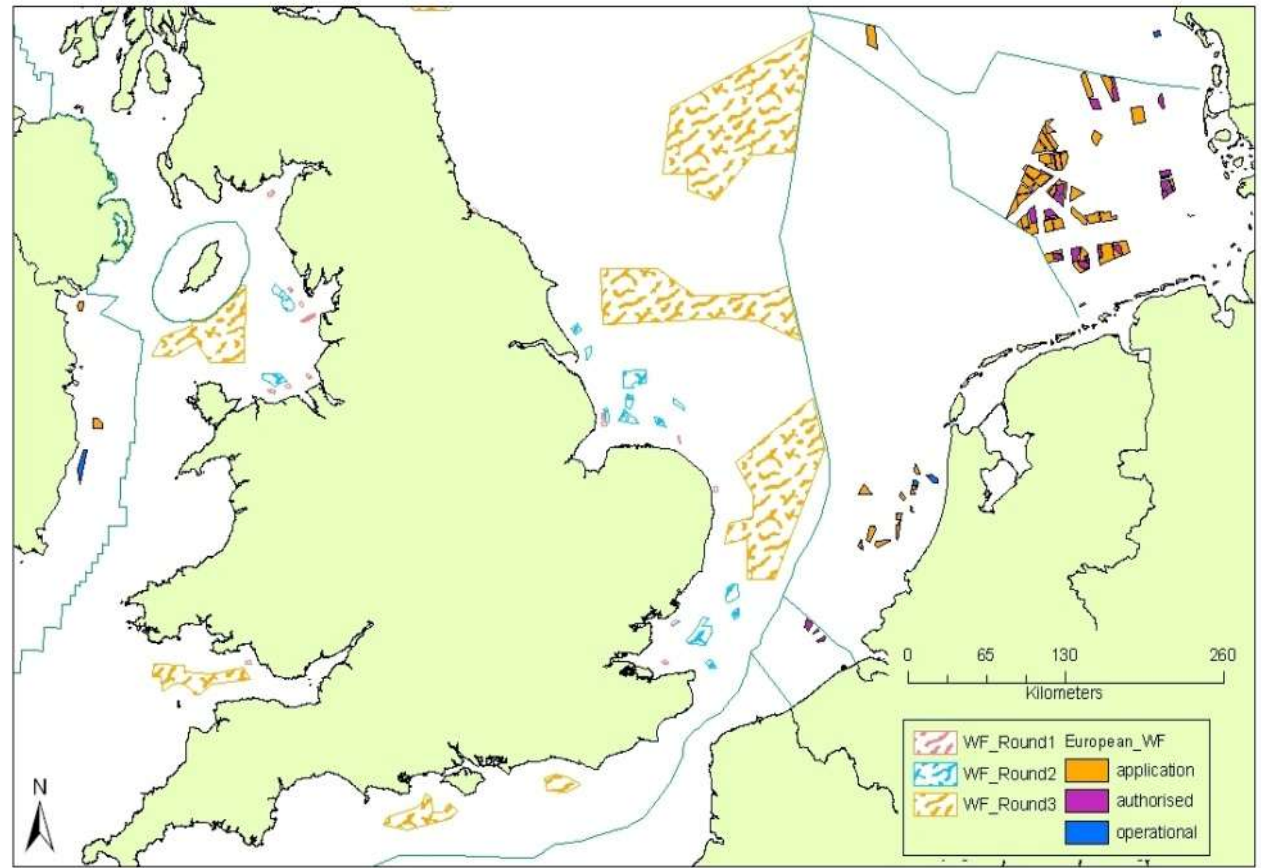 0 65 130 260
Kilometers
WF_Round1 European_WF
application
WF_Round2
authorised
WF_Round3
operational
N